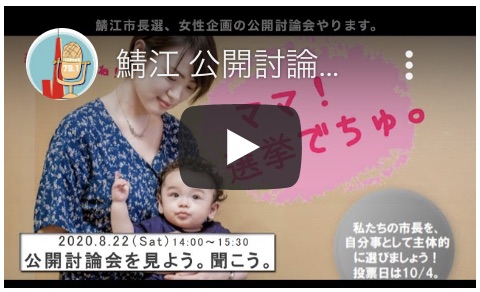 鯖江市長選、女性企画の公開討論会やります。
鯖江 公開討論...
ママ！
選挙でちゅ。
2020.8.22(Sat) 14:00～15:30
公開討論会を見よう。聞こう。
私たちの市長を、
自分事として主体的
に選びましょう！
投票日は10/4。